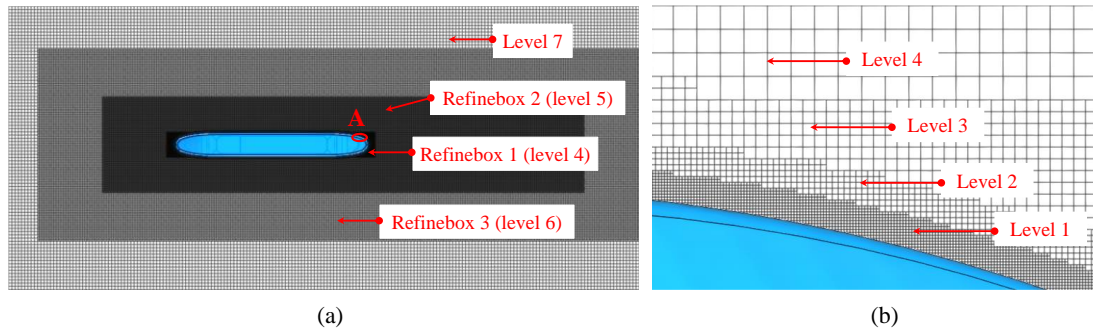 Level 7
Refinebox 2 (level 5)
A
Refinebox 1 (level 4)
Refinebox 3 (level 6)
(a)
Level 4
Level 3
Level 2
Level 1
(b)